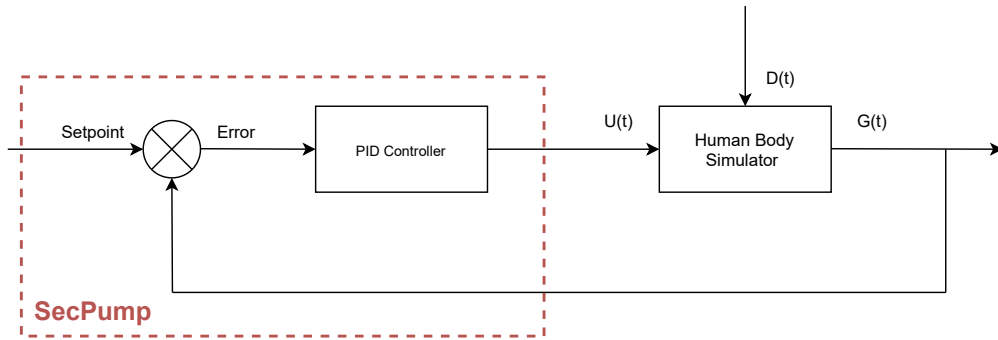 D(t)
Setpoint
Error
PID Controller
U(t)
Human Body
Simulator
G(t)
SecPump